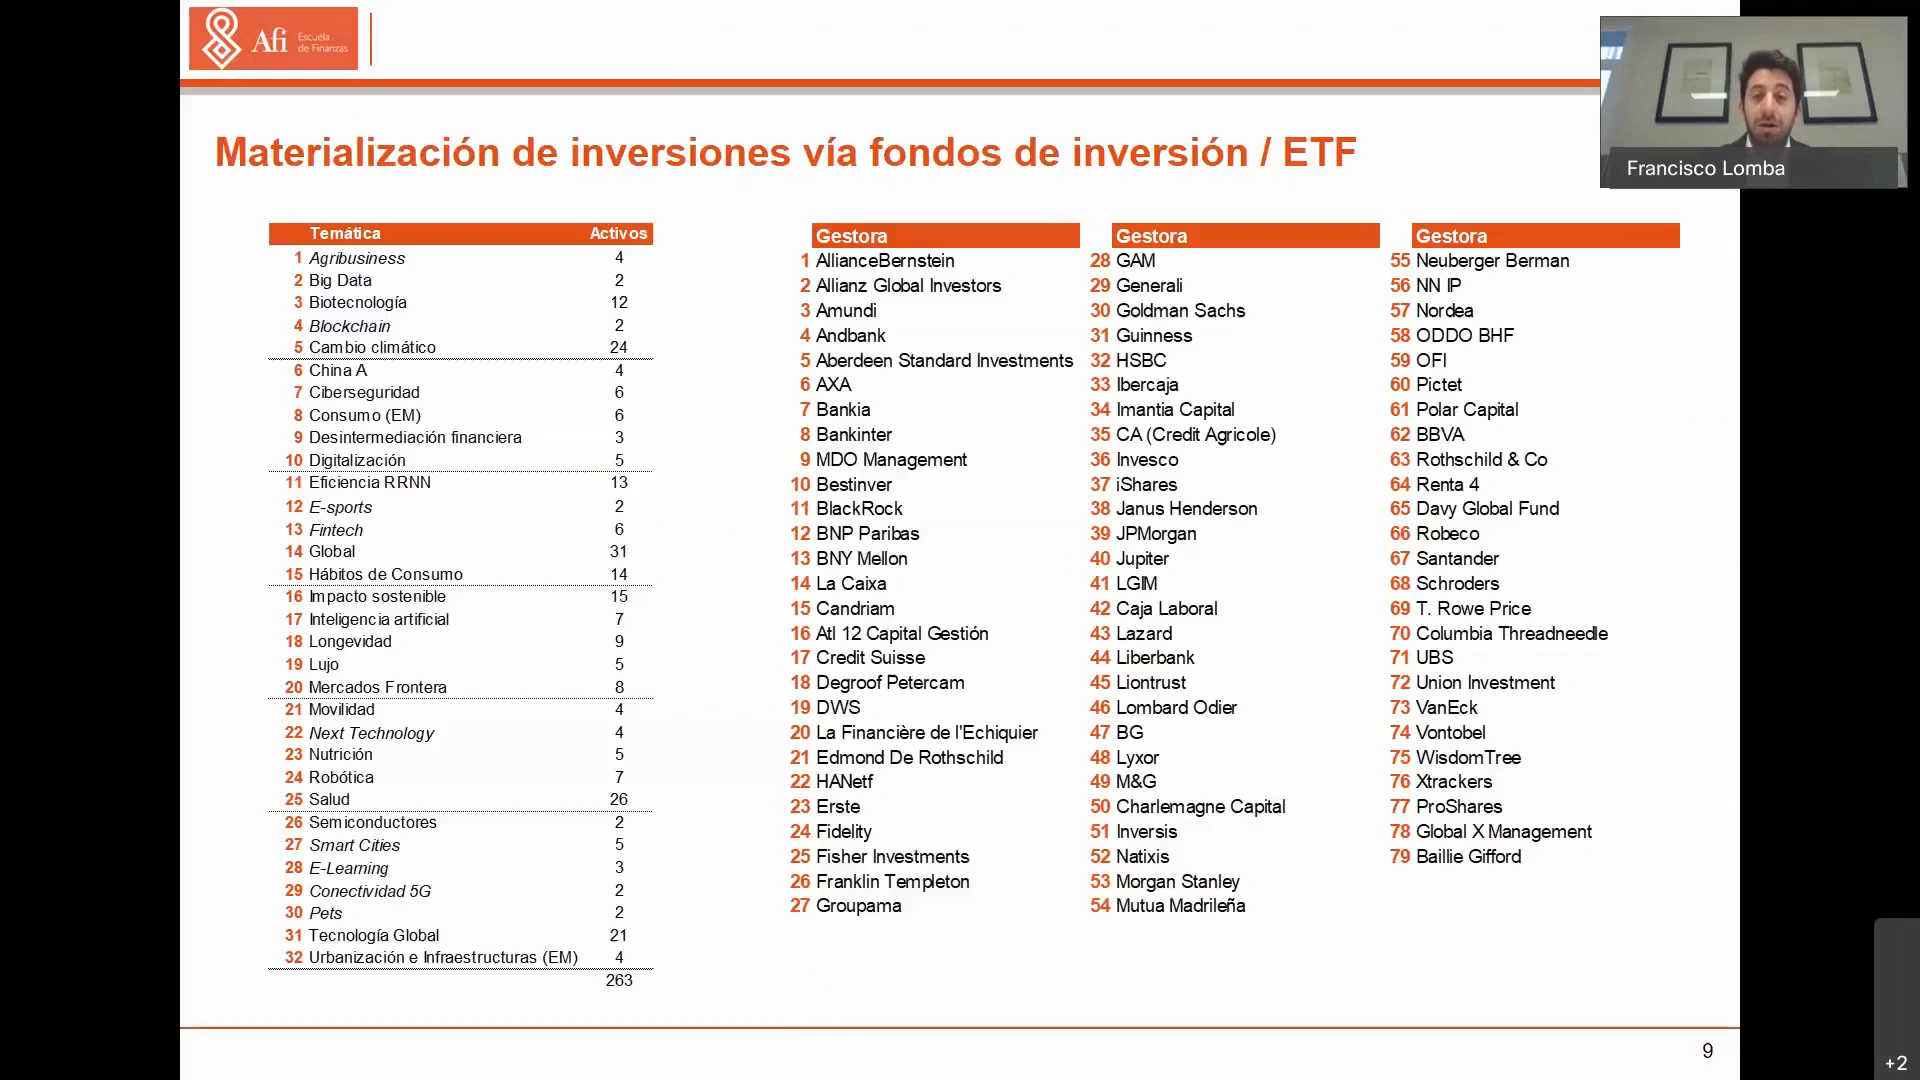 Afi Escuela de Finanzas
Materialización de inversiones vía fondos de inversión / ETF
Francisco Lomba
Temática Activos
1 Agribusiness 4
2 Big Data 2
3 Biotecnología 12
4 Blockchain 2
5 Cambio climático 24
6 China A 4
7 Ciberseguridad 6
8 Consumo (EM) 6
9 Desintermediación financiera 3
10 Digitalización 5
11 Eficiencia RRNN 13
12 E-sports 2
13 Fintech 6
14 Global 31
15 Hábitos de Consumo 14
16 Impacto sostenible 15
17 Inteligencia artificial 7
18 Longevidad 9
19 Lujo 5
20 Mercados Frontera 8
21 Movilidad 4
22 Next Technology 4
23 Nutrición 5
24 Robótica 7
25 Salud 26
26 Semiconductores 2
27 Smart Cities 5
28 E-Learning 3
29 Conectividad 5G 2
30 Pets 2
31 Tecnología Global 21
32 Urbanización e Infraestructuras (EM) 4
263
Gestora
1 AllianceBernstein
2 Allianz Global Investors
3 Amundi
4 Andbank
5 Aberdeen Standard Investments
6 AXA
7 Bankia
8 Bankinter
9 MDO Management
10 Bestinver
11 BlackRock
12 BNP Paribas
13 BNY Mellon
14 La Caixa
15 Candriam
16 Atl 12 Capital Gestión
17 Credit Suisse
18 Degroof Petercam
19 DWS
20 La Financière de l'Echiquier
21 Edmond De Rothschild
22 HANetf
23 Erste
24 Fidelity
25 Fisher Investments
26 Franklin Templeton
27 Groupama
Gestora
28 GAM
29 Generali
30 Goldman Sachs
31 Guinness
32 HSBC
33 Ibercaja
34 Imantia Capital
35 CA (Credit Agricole)
36 Invesco
37 iShares
38 Janus Henderson
39 JPMorgan
40 Jupiter
41 LGIM
42 Caja Laboral
43 Lazard
44 Liberbank
45 Liontrust
46 Lombard Odier
47 BG
48 Lyxor
49 M&G
50 Charlemagne Capital
51 Inversis
52 Natixis
53 Morgan Stanley
54 Mutua Madrileña
Gestora
55 Neuberger Berman
56 NN IP
57 Nordea
58 ODDO BHF
59 OFI
60 Pictet
61 Polar Capital
62 BBVA
63 Rothschild & Co
64 Renta 4
65 Davy Global Fund
66 Robeco
67 Santander
68 Schroders
69 T. Rowe Price
70 Columbia Threadneedle
71 UBS
72 Union Investment
73 VanEck
74 Vontobel
75 WisdomTree
76 Xtrackers
77 ProShares
78 Global X Management
79 Baillie Gifford
9
+2